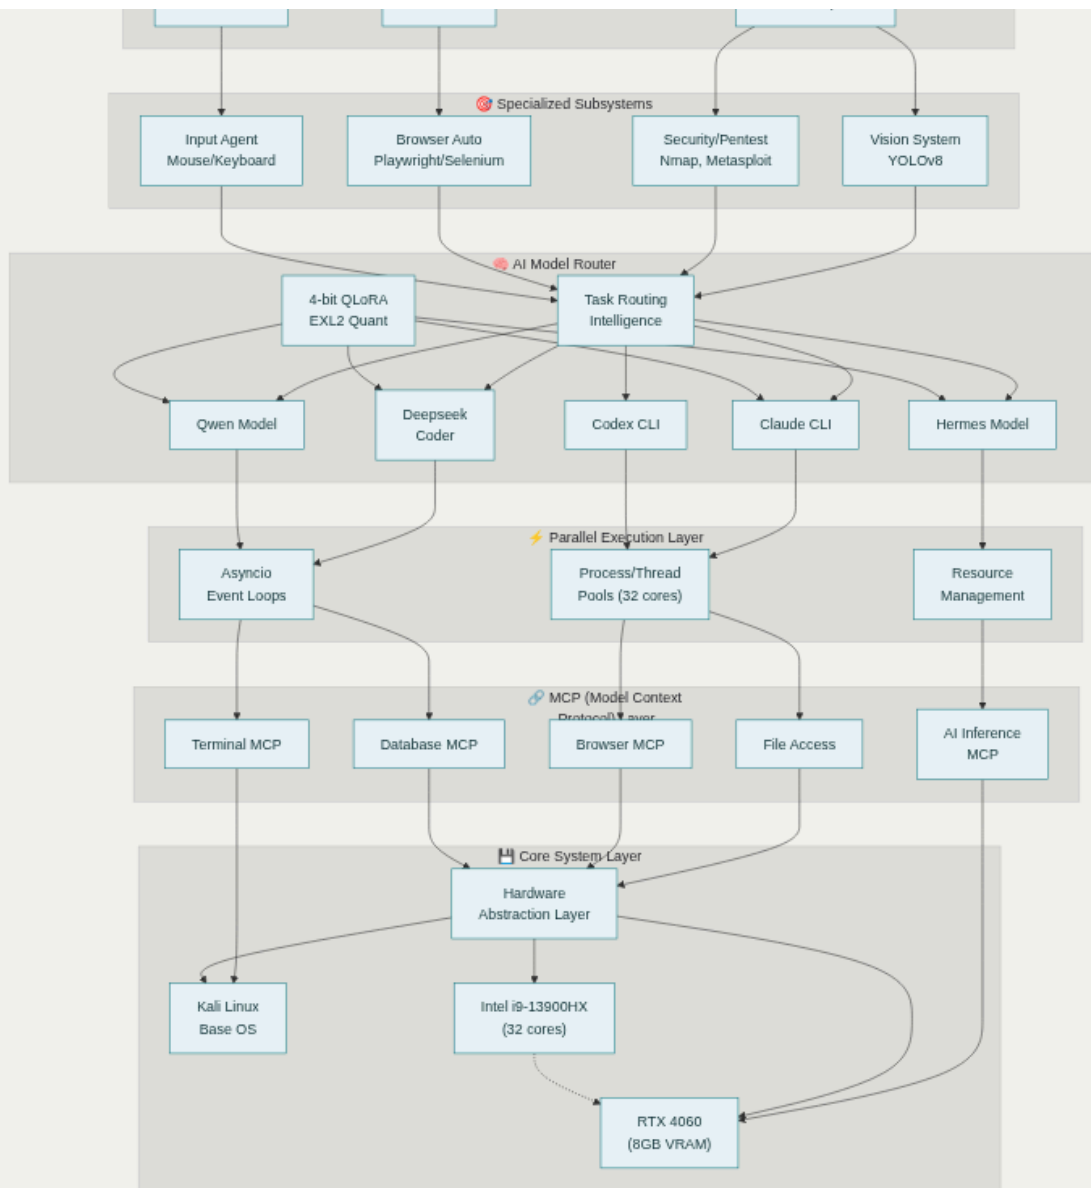 🎯 Specialized Subsystems
Input Agent
Mouse/Keyboard
Browser Auto
Playwright/Selenium
Security/Pentest
Nmap, Metasploit
Vision System
YOLOv8
🧠 AI Model Router
4-bit QLoRA
EXL2 Quant
Task Routing
Intelligence
Qwen Model
Deepseek
Coder
Codex CLI
Claude CLI
Hermes Model
⚡ Parallel Execution Layer
Asyncio
Event Loops
Process/Thread
Pools (32 cores)
Resource
Management
🔗 MCP (Model Context
Protocol) Layer
Terminal MCP
Database MCP
Browser MCP
File Access
AI Inference
MCP
💾 Core System Layer
Hardware
Abstraction Layer
Kali Linux
Base OS
Intel i9-13900HX
(32 cores)
RTX 4060
(8GB VRAM)